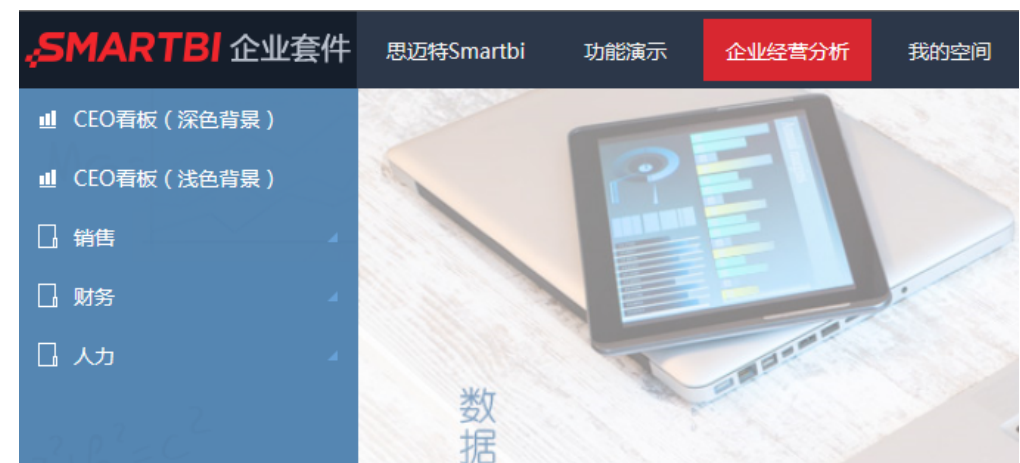 SMARTBI 企业套件 思迈特Smartbi 功能演示 企业经营分析 我的空间
CEO看板（深色背景）
CEO看板（浅色背景）
销售
财务
人力
数
据